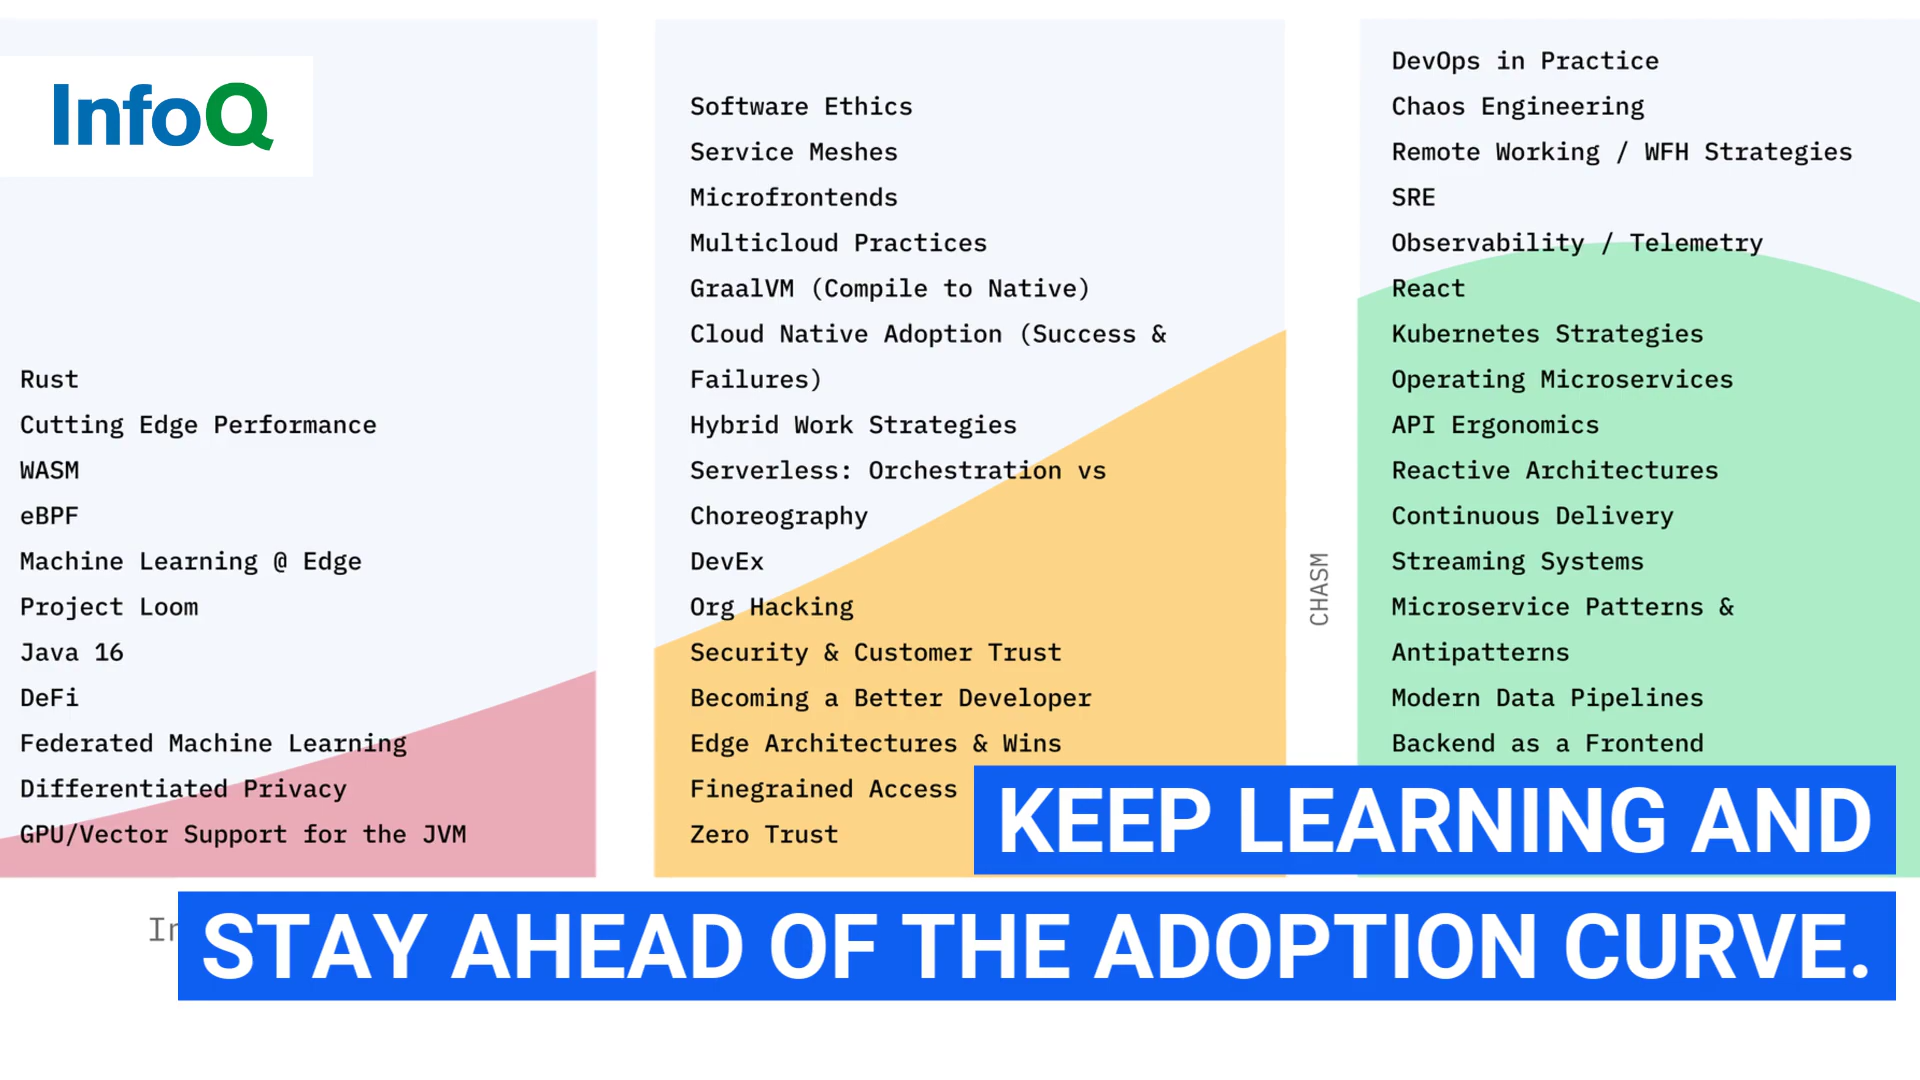 InfoQ
Rust
Cutting Edge Performance
WASM
eBPF
Machine Learning @ Edge
Project Loom
Java 16
DeFi
Federated Machine Learning
Differentiated Privacy
GPU/Vector Support for the JVM
Software Ethics
Service Meshes
Microfrontends
Multicloud Practices
GraalVM (Compile to Native)
Cloud Native Adoption (Success &
Failures)
Hybrid Work Strategies
Serverless: Orchestration vs
Choreography
DevEx
Org Hacking
Security & Customer Trust
Becoming a Better Developer
Edge Architectures & Wins
Finegrained Access
Zero Trust
CHASM
DevOps in Practice
Chaos Engineering
Remote Working / WFH Strategies
SRE
Observability / Telemetry
React
Kubernetes Strategies
Operating Microservices
API Ergonomics
Reactive Architectures
Continuous Delivery
Streaming Systems
Microservice Patterns &
Antipatterns
Modern Data Pipelines
Backend as a Frontend
KEEP LEARNING AND
STAY AHEAD OF THE ADOPTION CURVE.